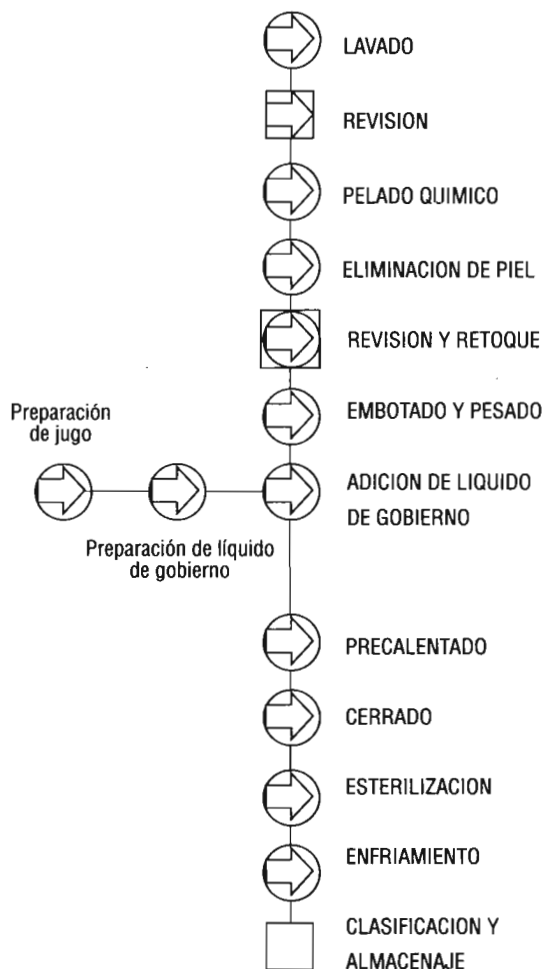 LAVADO
REVISION
PELADO QUIMICO
ELIMINACION DE PIEL
REVISION Y RETOQUE
EMBOTADO Y PESADO
Preparación
de jugo
ADICION DE LIQUIDO
DE GOBIERNO
Preparación de líquido
de gobierno
PRECALENTADO
CERRADO
ESTERILIZACION
ENFRIAMIENTO
CLASIFICACION Y
ALMACENAJE